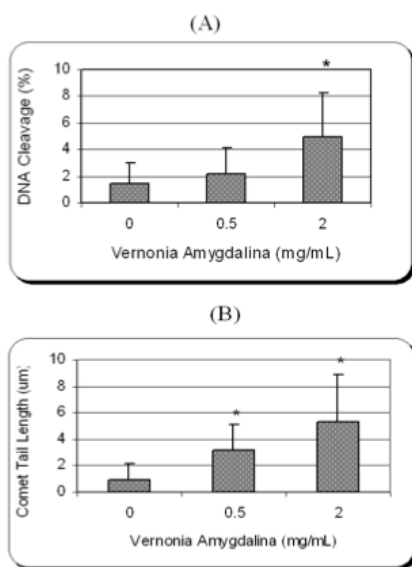 (A)
*
10
8
6
4
2
0
DNA Cleavage (%)
0 0.5 2
Vernonia Amygdalina (mg/mL)
(B)
*
*
10
8
6
4
2
0
Comet Tail Length (um)
0 0.5 2
Vernonia Amygdalina (mg/mL)